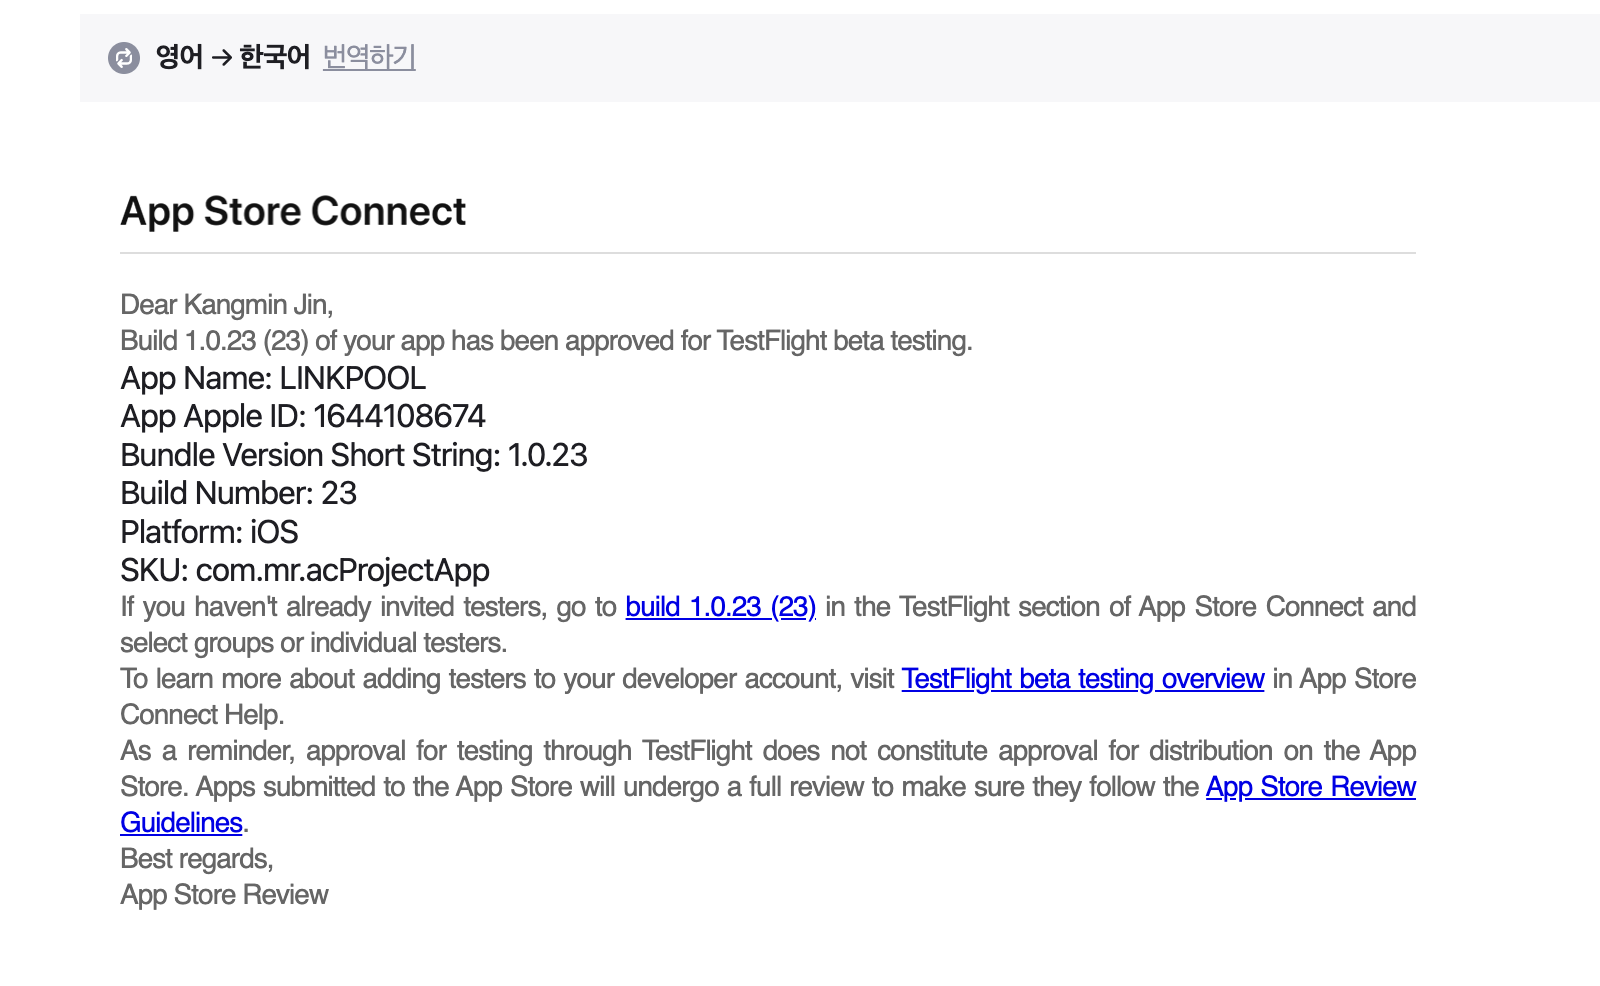 영어 → 한국어 번역하기
App Store Connect
Dear Kangmin Jin,
Build 1.0.23 (23) of your app has been approved for TestFlight beta testing.
App Name: LINKPOOL
App Apple ID: 1644108674
Bundle Version Short String: 1.0.23
Build Number: 23
Platform: iOS
SKU: com.mr.acProjectApp
If you haven't already invited testers, go to build 1.0.23 (23) in the TestFlight section of App Store Connect and
select groups or individual testers.
To learn more about adding testers to your developer account, visit TestFlight beta testing overview in App Store
Connect Help.
As a reminder, approval for testing through TestFlight does not constitute approval for distribution on the App
Store. Apps submitted to the App Store will undergo a full review to make sure they follow the App Store Review
Guidelines.
Best regards,
App Store Review